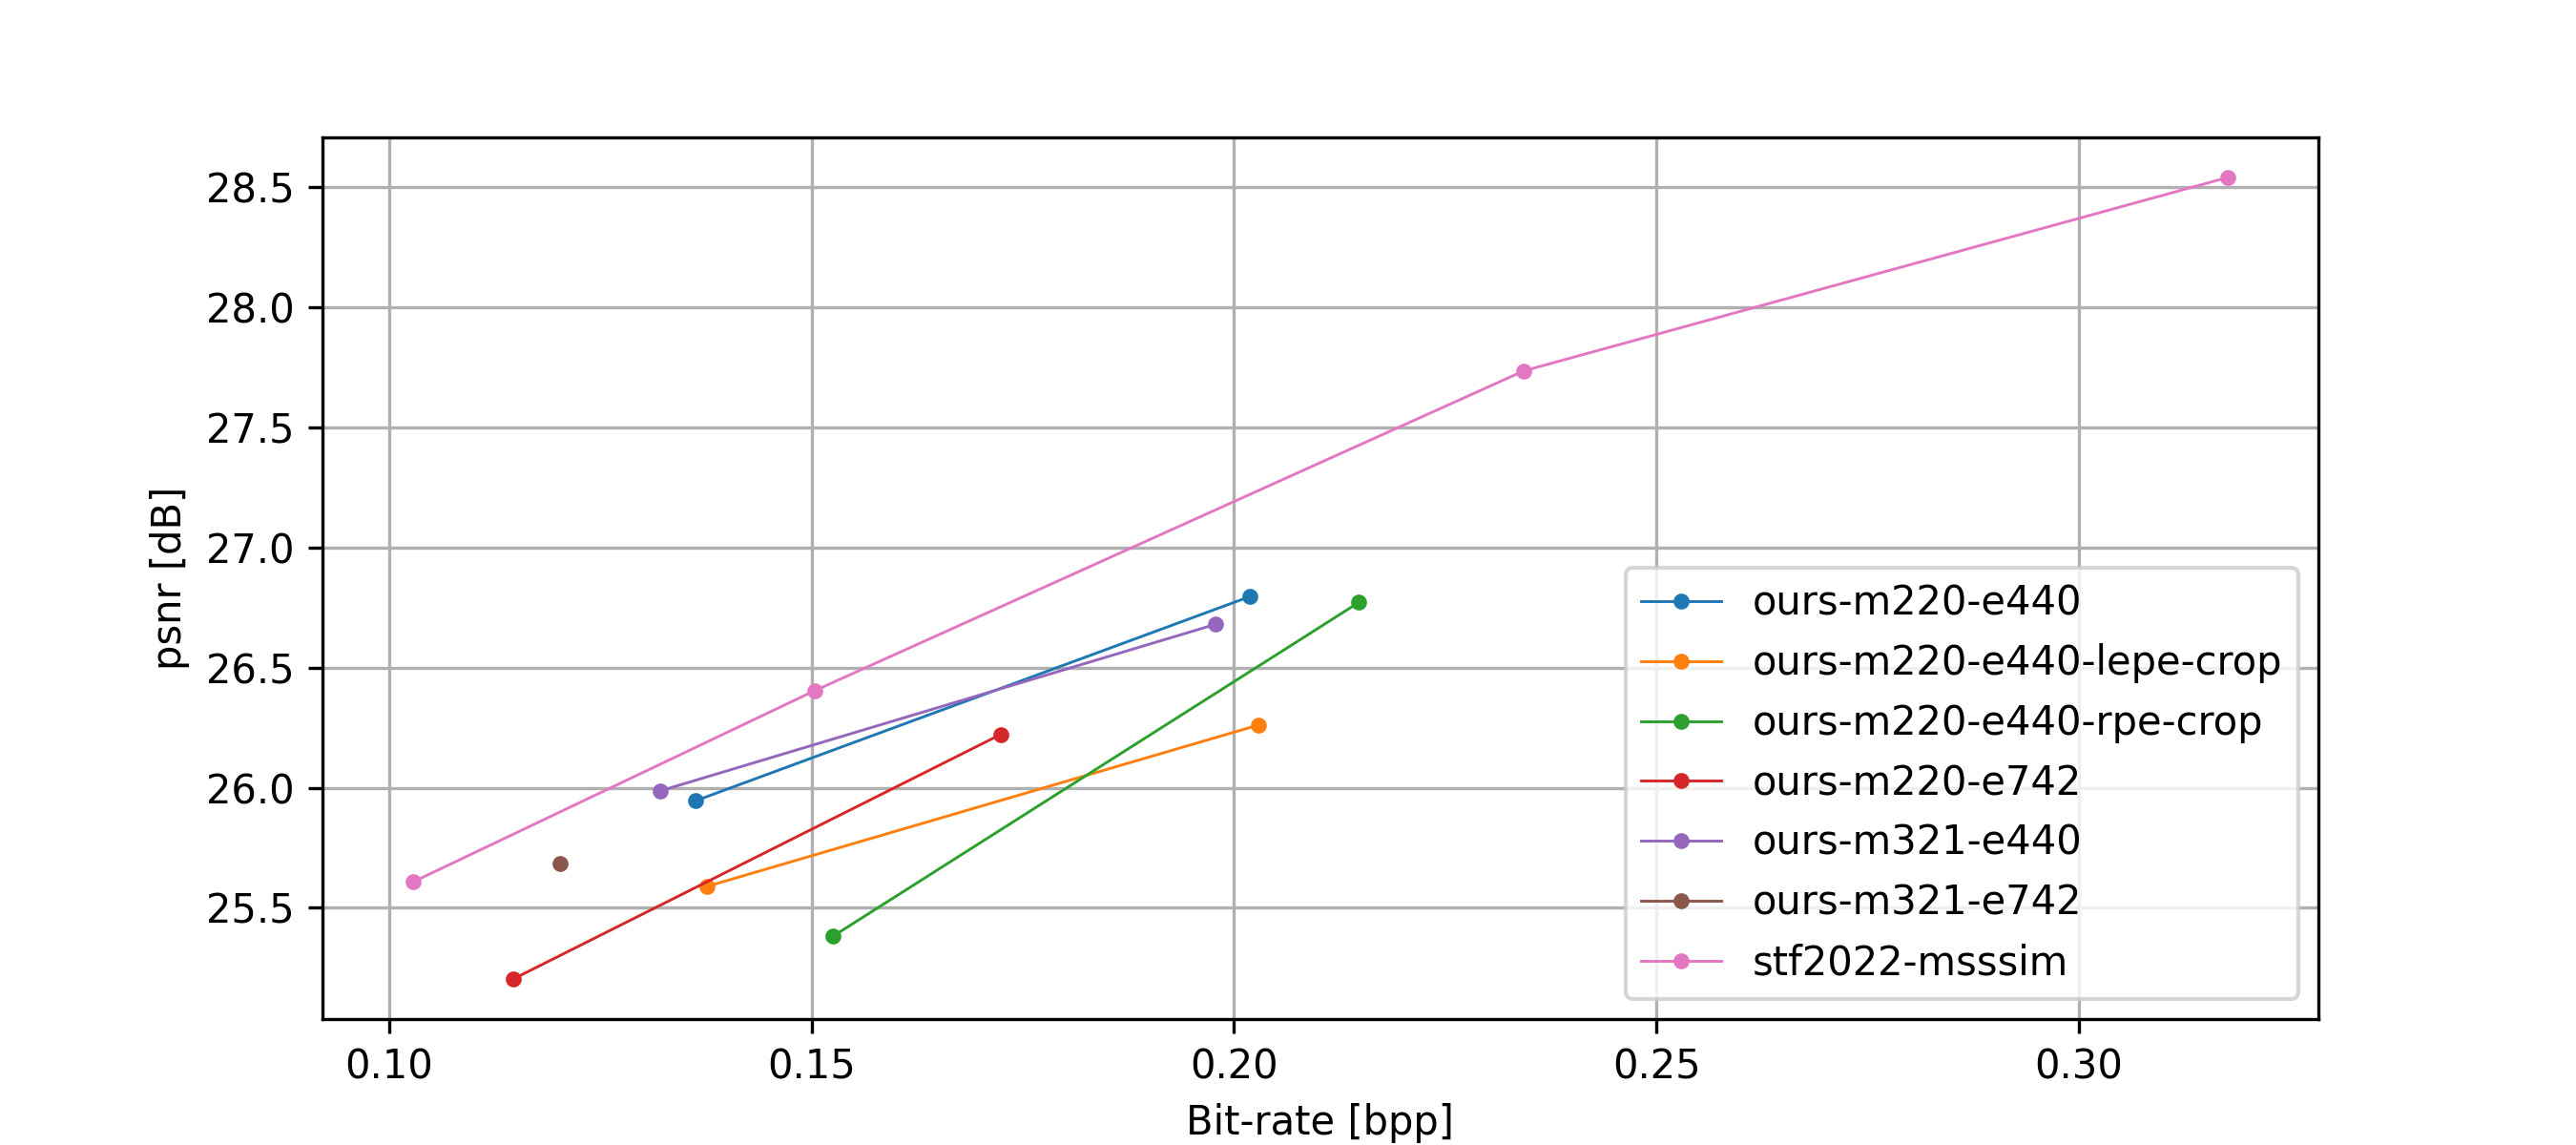 28.5
28.0
27.5
27.0
26.5
26.0
25.5
psnr [dB]
0.10 0.15 0.20 0.25 0.30
Bit-rate [bpp]
ours-m220-e440
ours-m220-e440-lepe-crop
ours-m220-e440-rpe-crop
ours-m220-e742
ours-m321-e440
ours-m321-e742
stf2022-msssim